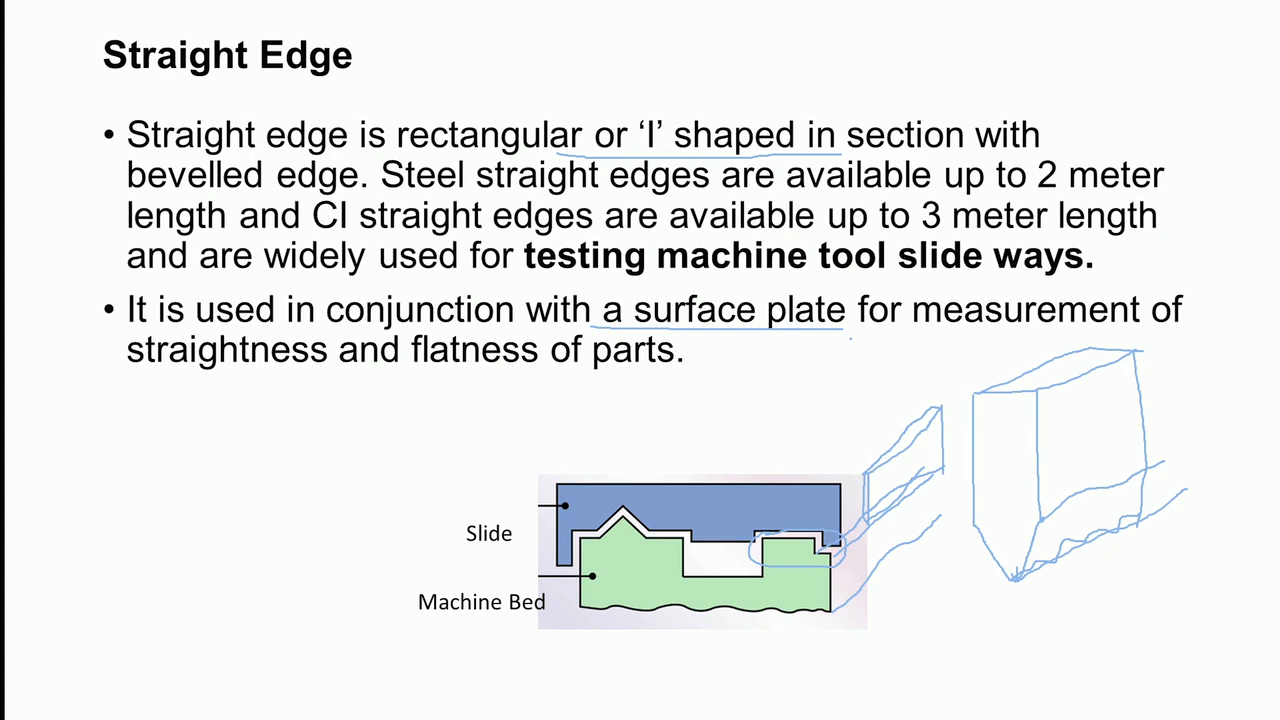 Straight Edge
• Straight edge is rectangular or ‘I’ shaped in section with
bevelled edge. Steel straight edges are available up to 2 meter
length and CI straight edges are available up to 3 meter length
and are widely used for testing machine tool slide ways.
• It is used in conjunction with a surface plate for measurement of
straightness and flatness of parts.
Slide
Machine Bed